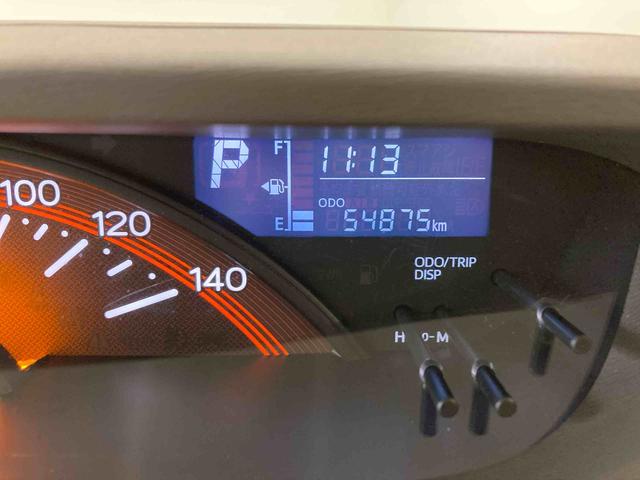 P
F
11:13
ODO
E
54875km
100
120
140
ODO/TRIP
DISP
H
-M